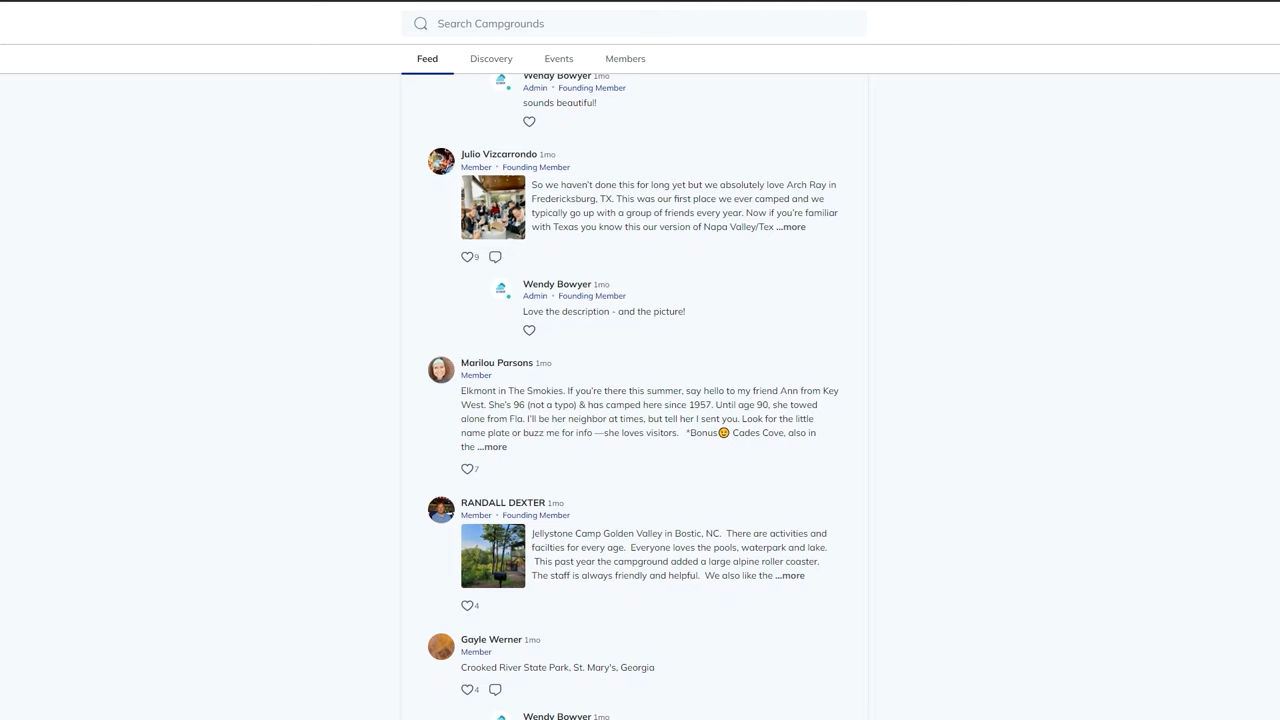 Search Campgrounds
Feed
Discovery
Events
Members
Wendy Bowyer 1mo
Admin • Founding Member
sounds beautiful!
Julio Vizcarrondo 1mo
Member • Founding Member
So we haven't done this for long yet but we absolutely love Arch Ray in
Fredericksburg, TX. This was our first place we ever camped and we
typically go up with a group of friends every year. Now if you're familiar
with Texas you know this our version of Napa Valley/Tex ...more
9
Wendy Bowyer 1mo
Admin • Founding Member
Love the description - and the picture!
Marilou Parsons 1mo
Member
Elkmont in The Smokies. If you're there this summer, say hello to my friend Ann from Key
West. She's 96 (not a typo) & has camped here since 1957. Until age 90, she towed
alone from Fla. I'll be her neighbor at times, but tell her I sent you. Look for the little
name plate or buzz me for info —she loves visitors. *Bonus😉 Cades Cove, also in
the ...more
7
RANDALL DEXTER 1mo
Member • Founding Member
Jellystone Camp Golden Valley in Bostic, NC. There are activities and
facilties for every age. Everyone loves the pools, waterpark and lake.
This past year the campground added a large alpine roller coaster.
The staff is always friendly and helpful. We also like the ...more
4
Gayle Werner 1mo
Member
Crooked River State Park, St. Mary's, Georgia
4
Wendy Bowyer 1mo